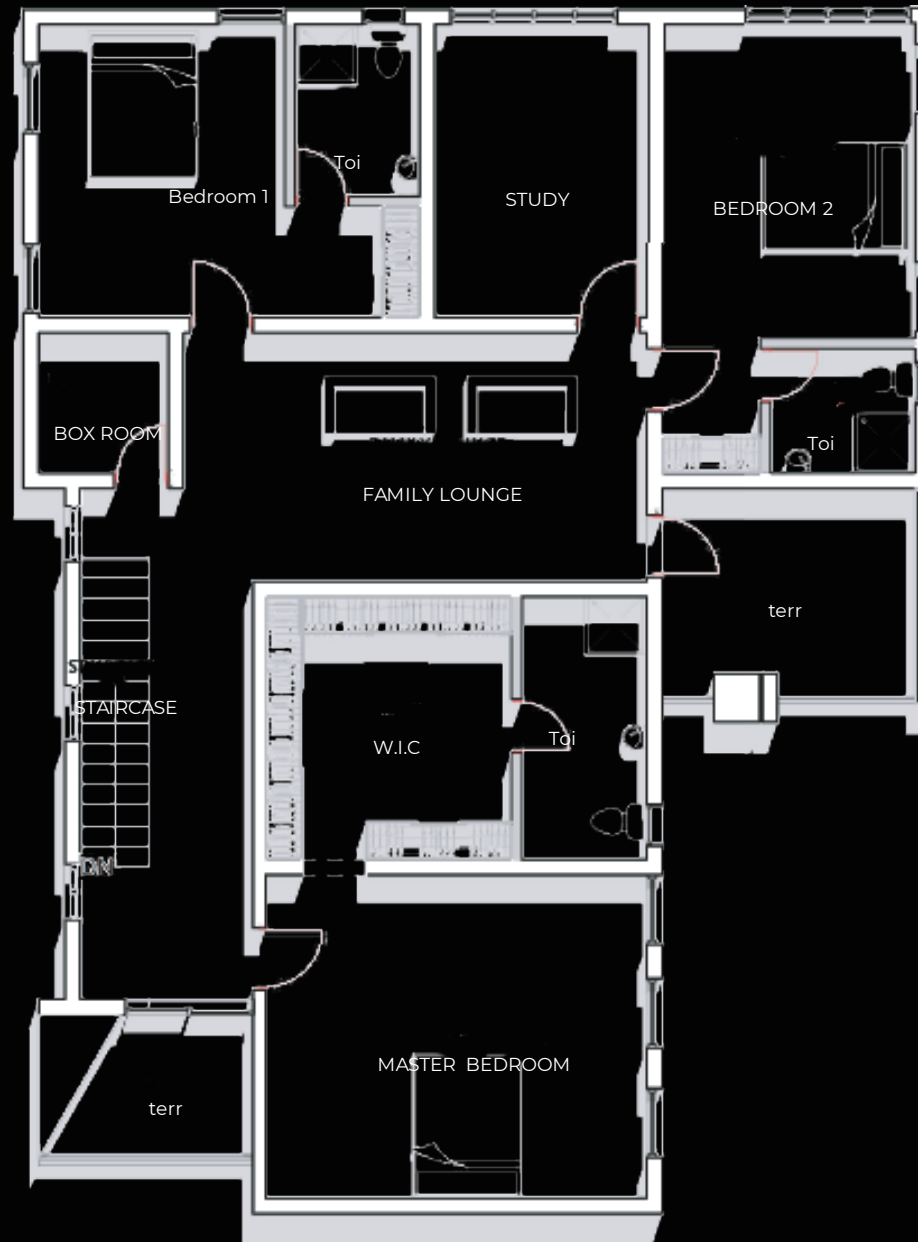 Toi
Bedroom 1
STUDY
BEDROOM 2
BOX ROOM
Toi
FAMILY LOUNGE
terr
STAIRCASE
Toi
W.I.C
DN
MASTER BEDROOM
terr